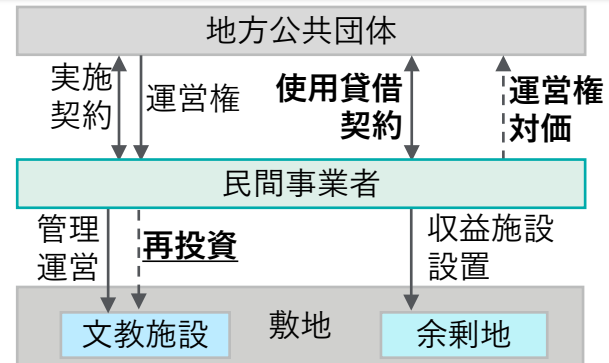 地方公共団体
実施
契約
運営権
使用貸借
契約
運営権
対価
民間事業者
管理
運営
再投資
収益施設
設置
文教施設
敷地
余剰地